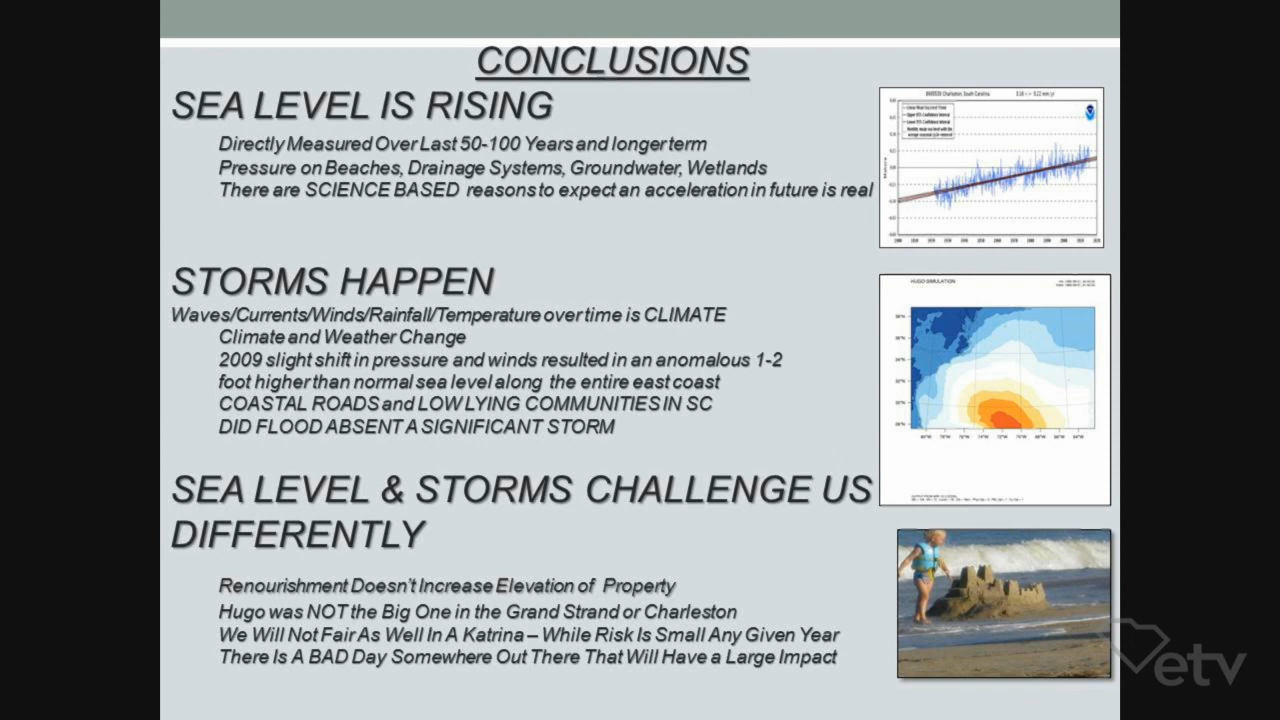 CONCLUSIONS
SEA LEVEL IS RISING
Directly Measured Over Last 50-100 Years and longer term
Pressure on Beaches, Drainage Systems, Groundwater, Wetlands
There are SCIENCE BASED reasons to expect an acceleration in future is real
Charleston, South Carolina
STORMS HAPPEN
Waves/Currents/Winds/Rainfall/Temperature over time is CLIMATE
Climate and Weather Change
2009 slight shift in pressure and winds resulted in an anomalous 1-2
foot higher than normal sea level along the entire east coast
COASTAL ROADS and LOW LYING COMMUNITIES IN SC
DID FLOOD ABSENT A SIGNIFICANT STORM
HUGO SIMULATION
SEA LEVEL & STORMS CHALLENGE US
DIFFERENTLY
Renourishment Doesn't Increase Elevation of Property
Hugo was NOT the Big One in the Grand Strand or Charleston
We Will Not Fair As Well In A Katrina – While Risk Is Small Any Given Year
There Is A BAD Day Somewhere Out There That Will Have a Large Impact
etv